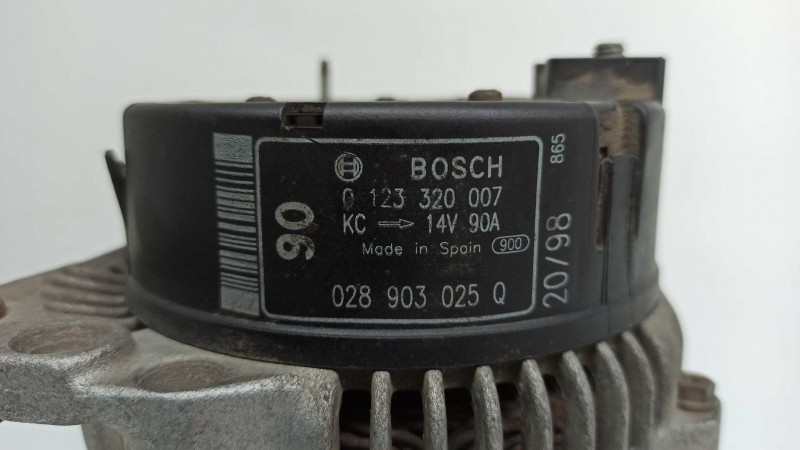 BOSCH
0 123 320 007
KC → 14V 90A
Made in Spain 900
028 903 025 Q
90
20/98
865